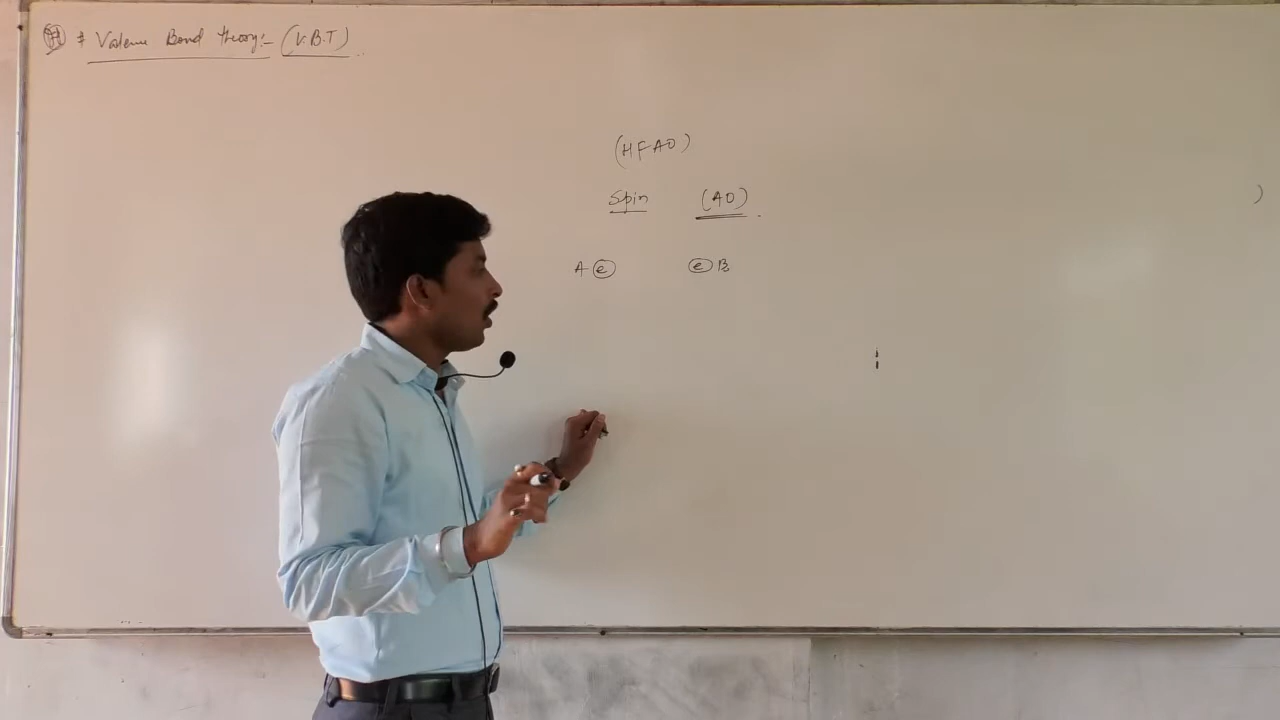 # Valence Bond theory:- (V.B.T)
(HFAO)
Spin (AO).
A e e B
)